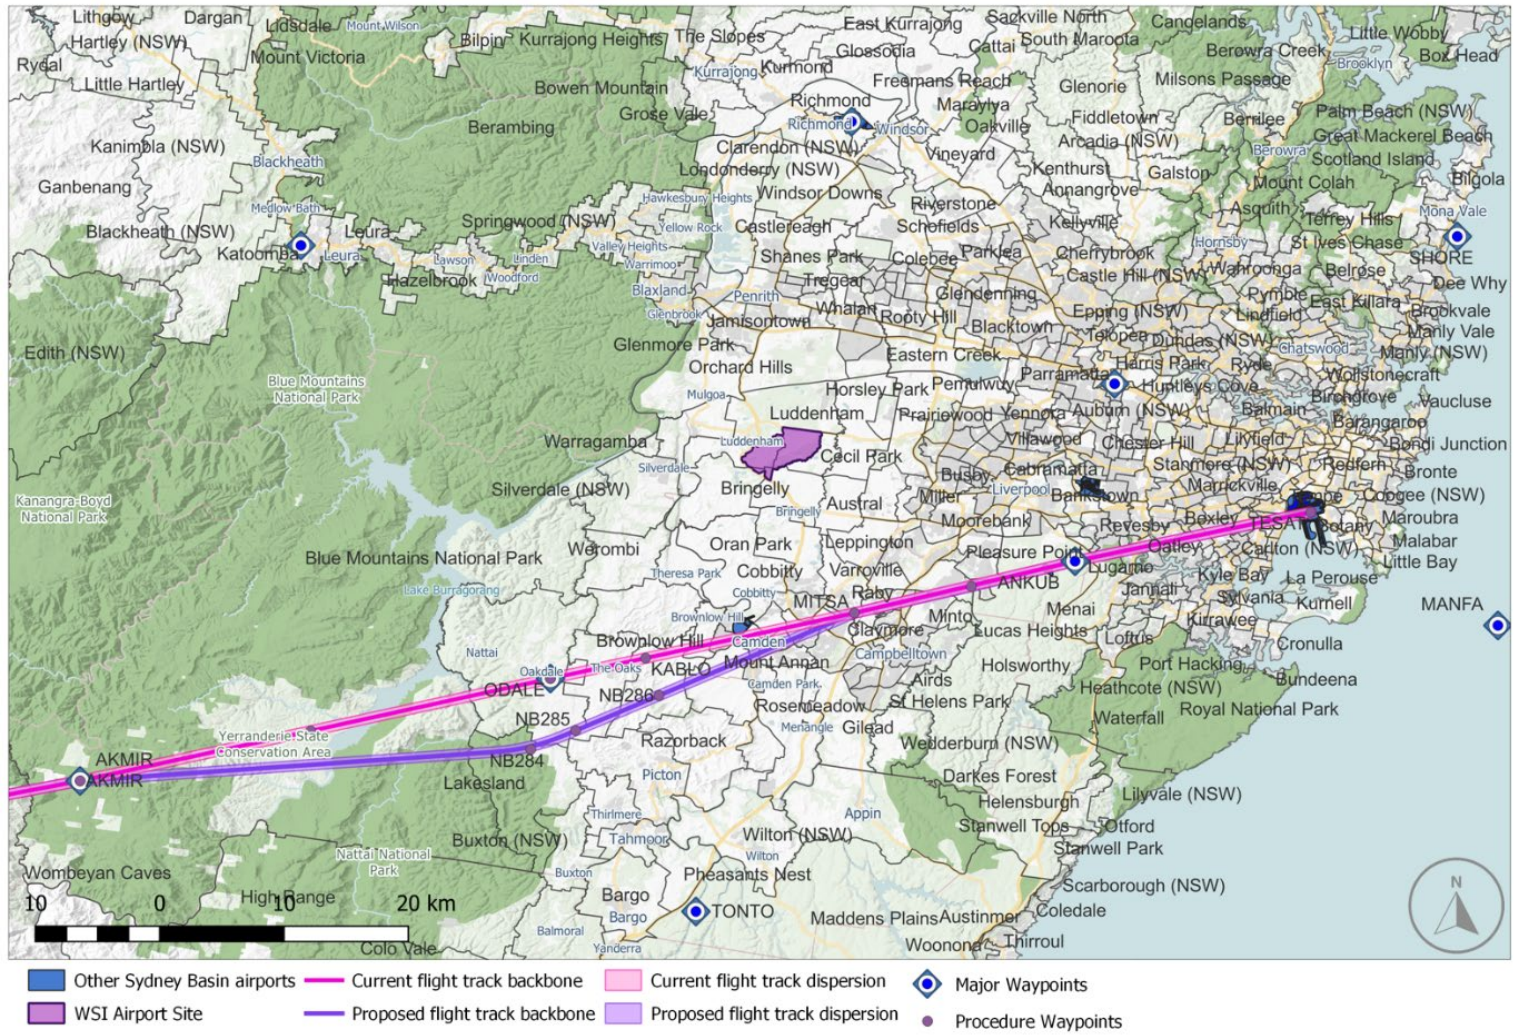 Lithgow
Dargan
Lidsdale
Mount Wilson
Bilpin
Kurrajong Heights
The Slopes
East Kurrajong
Sackville North
Cangelands
Little Wobby
Hartley (NSW)
Glossodia
Cattai
South Maroota
Berowra Creek
Box Head
Rydal
Mount Victoria
Kurrajong
Kurmond
Brooklyn
Little Hartley
Bowen Mountain
Freemans Reach
Glenorie
Milsons Passage
Grose Vale
Richmond
Maraylya
Fiddletown
Berrilee
Palm Beach (NSW)
Berambing
Richmond
Windsor
Oakville
Great Mackerel Beach
Kanimbla (NSW)
Clarendon (NSW)
Vineyard
Arcadia (NSW)
Berowra
Scotland Island
Blackheath
Londonderry (NSW)
Kenthurst
Galston
Mount Colah
Bilgola
Ganbenang
Windsor Downs
Annangrove
Medlow Bath
Hawkesbury Heights
Riverstone
Asquith
Terrey Hills
Mona Vale
Blackheath (NSW)
Leura
Springwood (NSW)
Yellow Rock
Castlereagh
Schofields
Kellyville
Hornsby
St Ives Chase
Katoomba
Leura
Lawson
Linden
Valley Heights
Warrimoo
Shanes Park
Colebee
Parklea
Cherrybrook
Wahroonga
Belrose
SHORE
Hazelbrook
Woodford
Blaxland
Penrith
Tregear
Glendenning
Castle Hill (NSW)
Pymble
East Killara
Dee Why
Glenbrook
Jamisontown
Whalan
Rooty Hill
Blacktown
Epping (NSW)
Lindfield
Brookvale
Edith (NSW)
Glenmore Park
Eastern Creek
Telopea
Dundas (NSW)
Chatswood
Manly Vale
Manly (NSW)
Blue Mountains
National Park
Orchard Hills
Parramatta
Harris Park
Ryde
Wollstonecraft
Mulgoa
Horsley Park
Pemulwuy
Huntleys Cove
Birchgrove
Vaucluse
Luddenham
Prairiewood
Yennora
Auburn (NSW)
Balmain
Barangaroo
Warragamba
Luddenham
Cecil Park
Villawood
Chester Hill
Lilyfield
Bondi Junction
Silverdale
Busby
Cabramatta
Stanmore (NSW)
Redfern
Bronte
Kanangra-Boyd
National Park
Silverdale (NSW)
Bringelly
Miller
Liverpool
Bankstown
Marrickville
Coogee (NSW)
Bringelly
Austral
Moorebank
Revesby
Bexley
TESAT
Botany
Maroubra
Blue Mountains National Park
Werombi
Oran Park
Leppington
Pleasure Point
Oatley
Carlton (NSW)
Malabar
Theresa Park
Cobbitty
Varroville
Lugarno
Kyle Bay
La Perouse
Little Bay
Lake Burragorang
Cobbitty
MITSA
Raby
ANKUB
Jannali
Sylvania
Kurnell
MANFA
Brownlow Hill
Minto
Menai
Kirrawee
Nattai
Brownlow Hill
Camden
Claymore
Lucas Heights
Loftus
Cronulla
Oakdale
The Oaks
KABLO
Mount Annan
Campbelltown
Holsworthy
Port Hacking
ODALE
NB286
Camden Park
Airds
Heathcote (NSW)
Bundeena
NB285
Rosemeadow
St Helens Park
Royal National Park
Yerranderie State
Conservation Area
Menangle
Gilead
Waterfall
AKMIR
NB284
Razorback
Wedderburn (NSW)
AKMIR
Lakesland
Picton
Darkes Forest
Lilyvale (NSW)
Thirlmere
Appin
Helensburgh
Buxton (NSW)
Tahmoor
Wilton (NSW)
Stanwell Tops
Otford
Nattai National
Park
Wilton
Stanwell Park
Wombeyan Caves
Buxton
Pheasants Nest
Scarborough (NSW)
High Range
Bargo
TONTO
Coledale
Bargo
Maddens Plains
Austinmer
Balmoral
Yanderra
Woonona
Thirroul
Colo Vale
10 0 10 20 km
N
Other Sydney Basin airports
Current flight track backbone
Current flight track dispersion
Major Waypoints
WSI Airport Site
Proposed flight track backbone
Proposed flight track dispersion
Procedure Waypoints